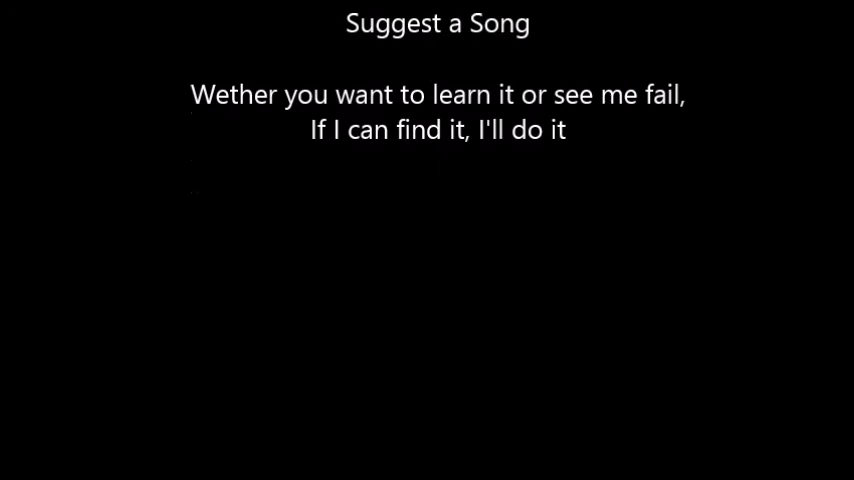 Suggest a Song
Wether you want to learn it or see me fail,
If I can find it, I'll do it